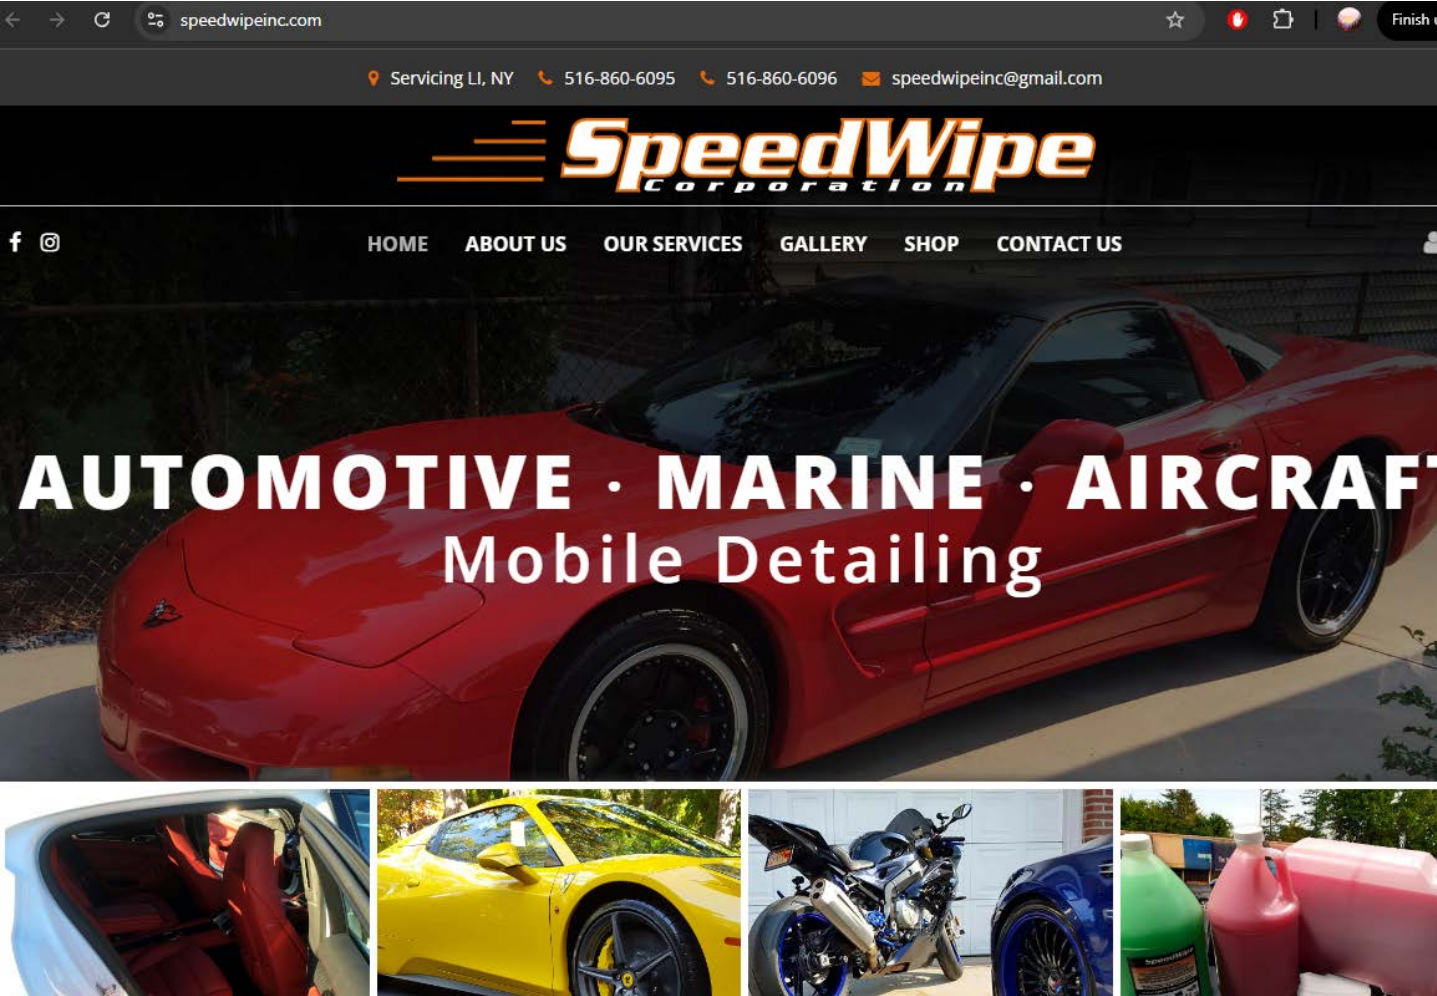 speedwipeinc.com
Finish
Servicing LI, NY 516-860-6095 516-860-6096 speedwipeinc@gmail.com
SpeedWipe
Corporation
HOME ABOUT US OUR SERVICES GALLERY SHOP CONTACT US
AUTOMOTIVE · MARINE · AIRCRAFT
Mobile Detailing
SpeedWipe